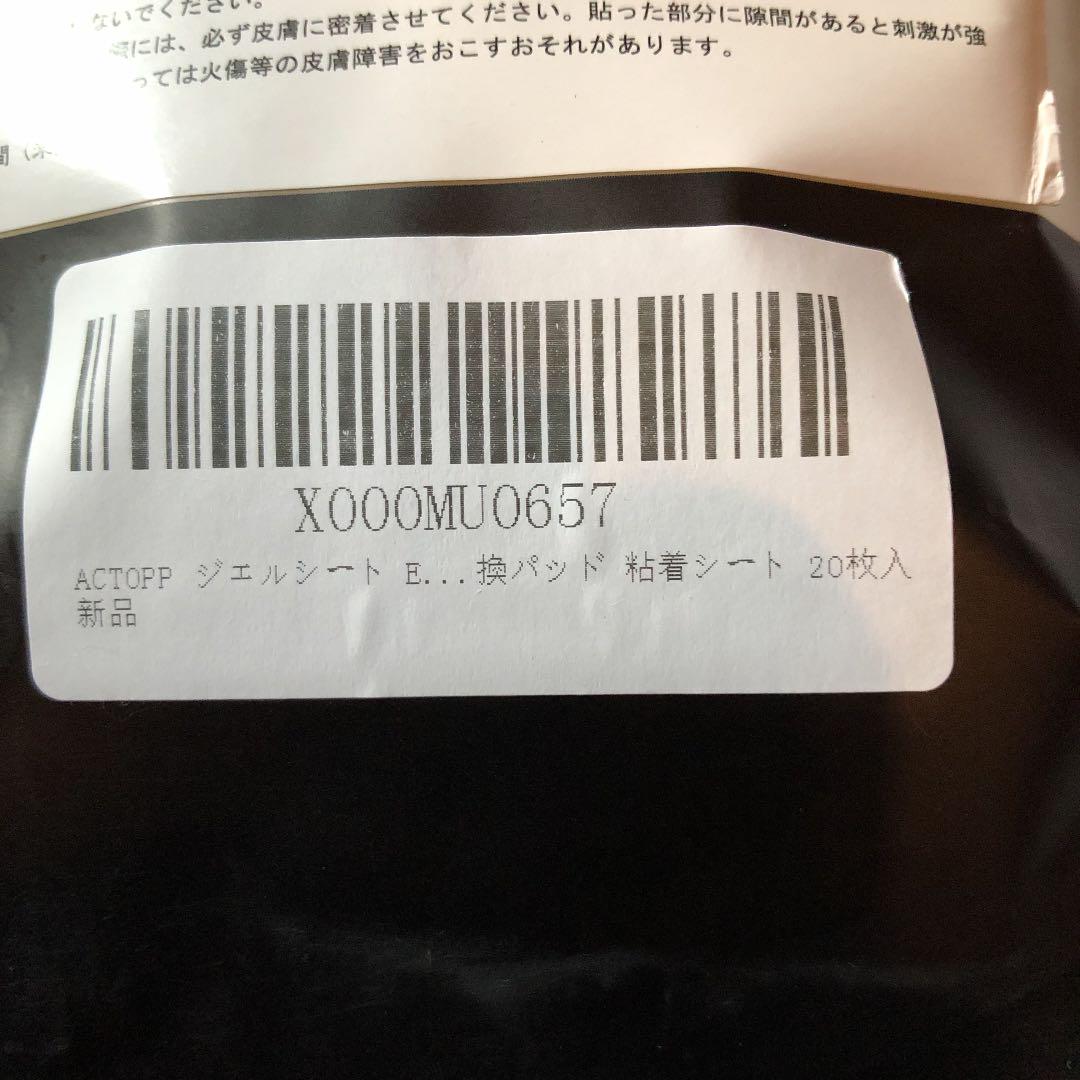 ないでください。
には、必ず皮膚に密着させてください。貼った部分に隙間があると刺激が強
っては火傷等の皮膚障害をおこすおそれがあります。
間（
X000MU0657
ACTOPP ジェルシート E...換パッド 粘着シート 20枚入
新品